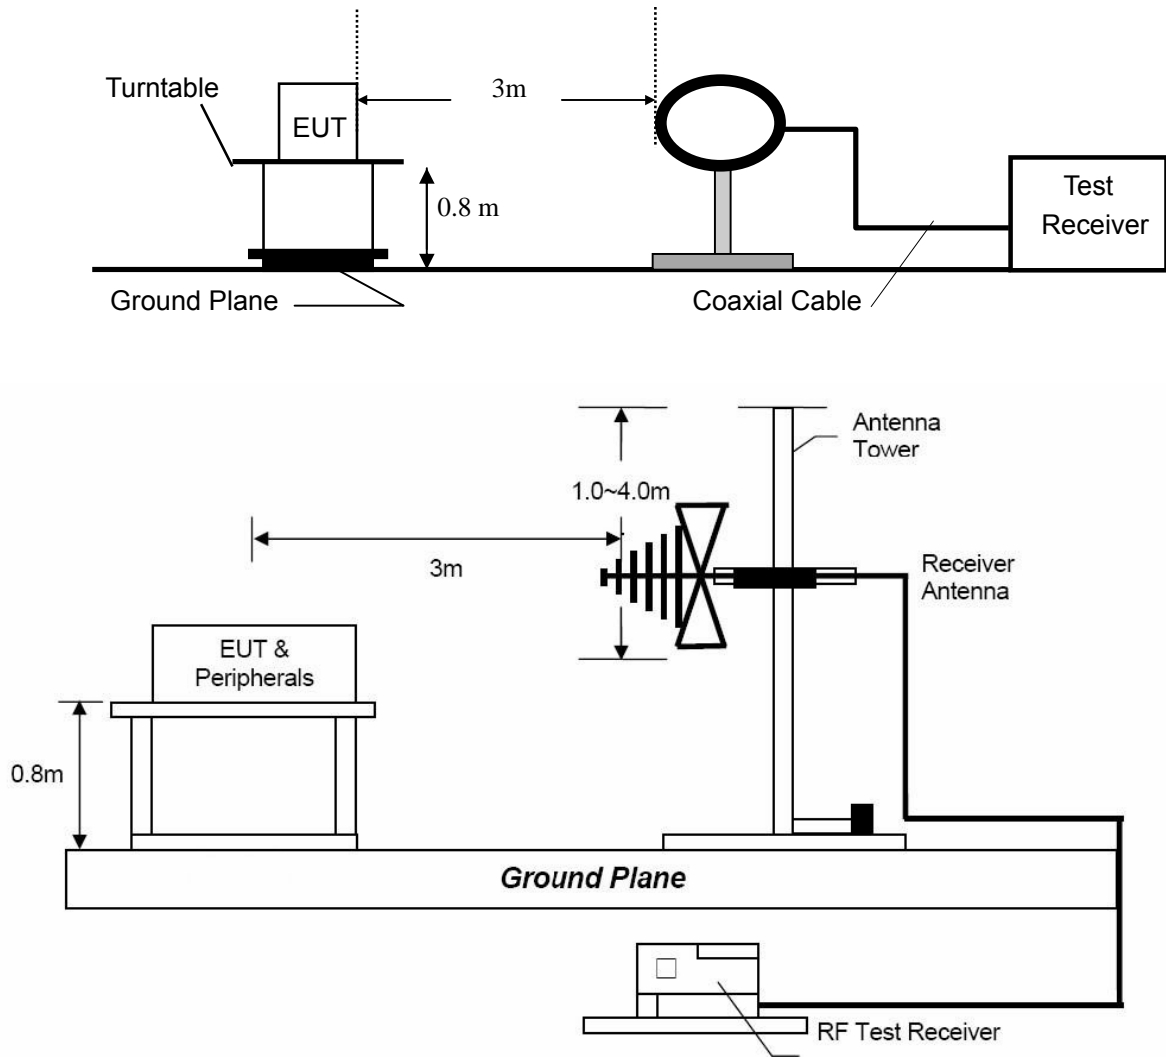 Turntable
EUT
3m
0.8 m
Test
Receiver
Ground Plane
Coaxial Cable
Antenna
Tower
1.0~4.0m
3m
Receiver
Antenna
EUT &
Peripherals
0.8m
Ground Plane
RF Test Receiver